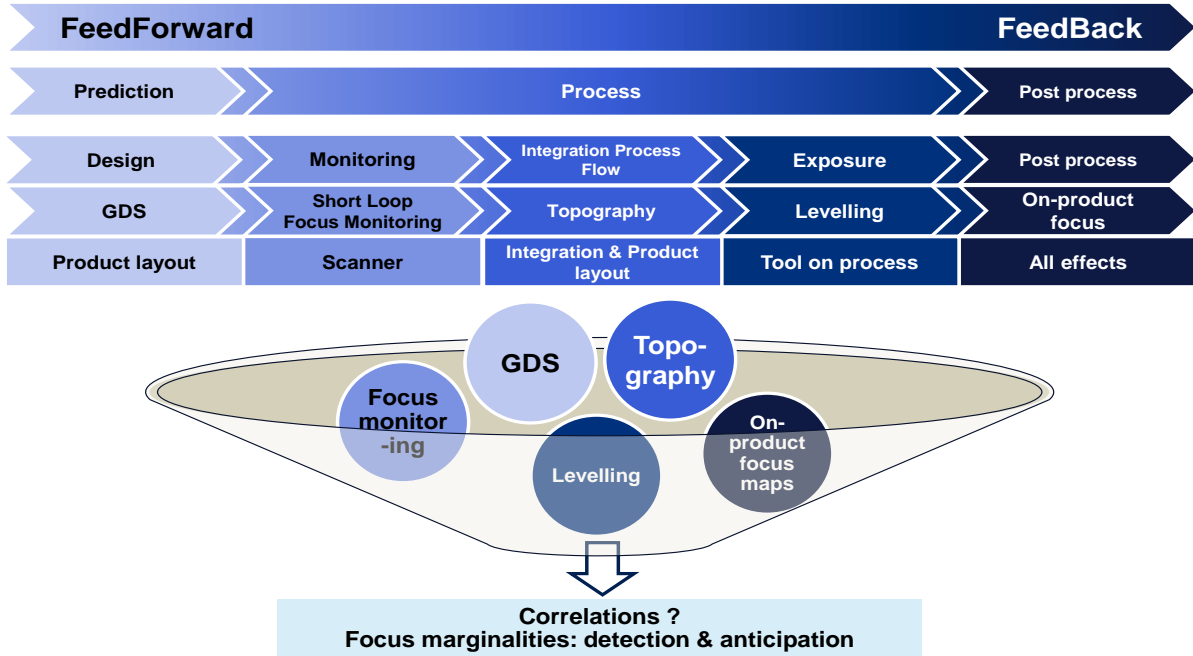 FeedForward FeedBack
Prediction Process Post process
Design Monitoring Integration Process
Flow Exposure Post process
GDS Short Loop
Focus Monitoring Topography Levelling On-product
focus
Product layout Scanner Integration & Product
layout Tool on process All effects
GDS
Topo-
graphy
Focus
monitor
-ing
Levelling
On-
product
focus
maps
Correlations ?
Focus marginalities: detection & anticipation